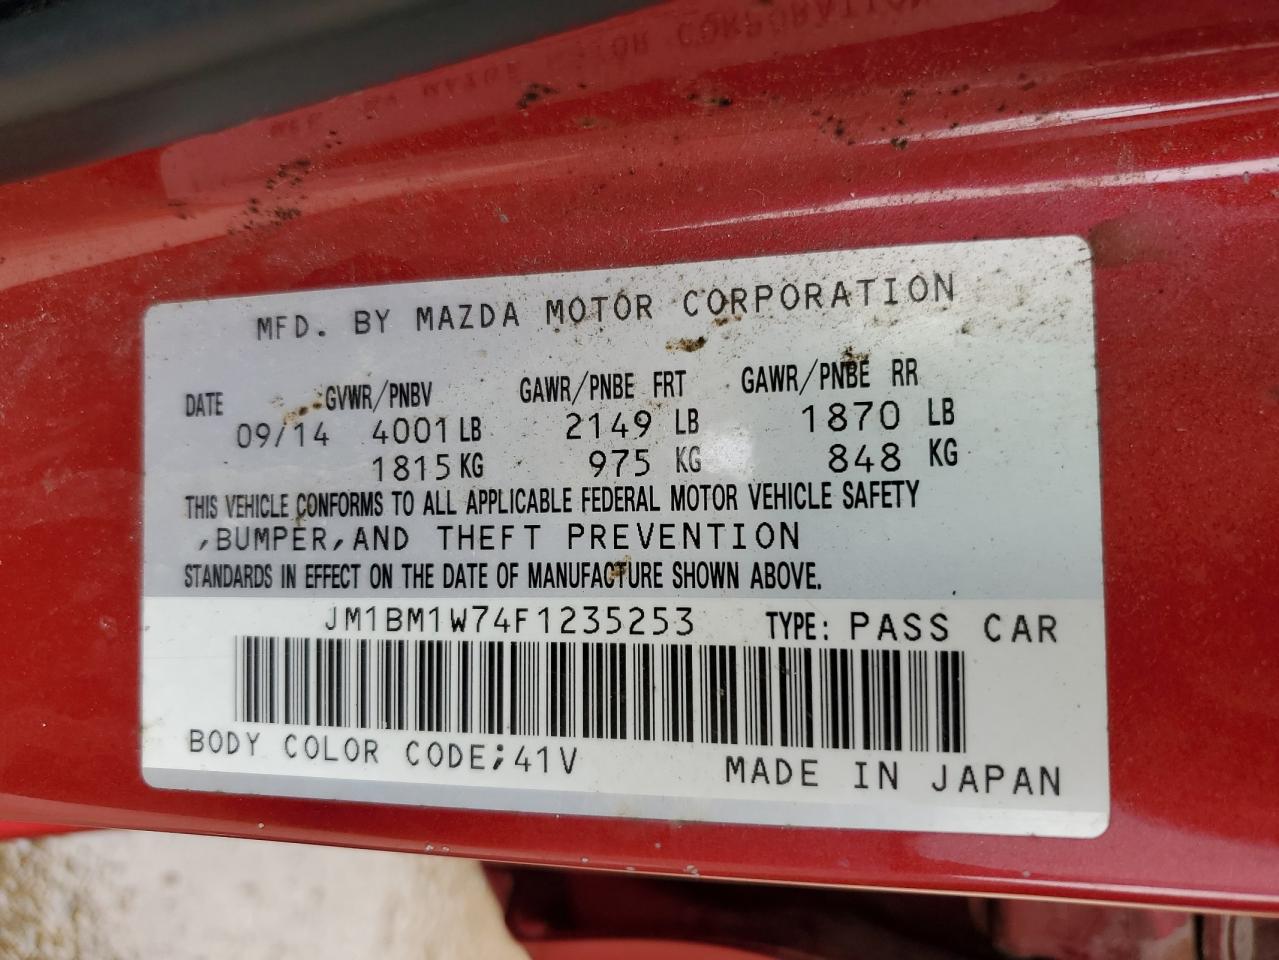 MFD. BY MAZDA MOTOR CORPORATION
DATE GVWR/PNBV GAWR/PNBE FRT GAWR/PNBE RR
09/14 4001 LB 2149 LB 1870 LB
1815 KG 975 KG 848 KG
THIS VEHICLE CONFORMS TO ALL APPLICABLE FEDERAL MOTOR VEHICLE SAFETY
,BUMPER,AND THEFT PREVENTION
STANDARDS IN EFFECT ON THE DATE OF MANUFACTURE SHOWN ABOVE.
JM1BM1W74F1235253 TYPE: PASS CAR
BODY COLOR CODE;41V MADE IN JAPAN